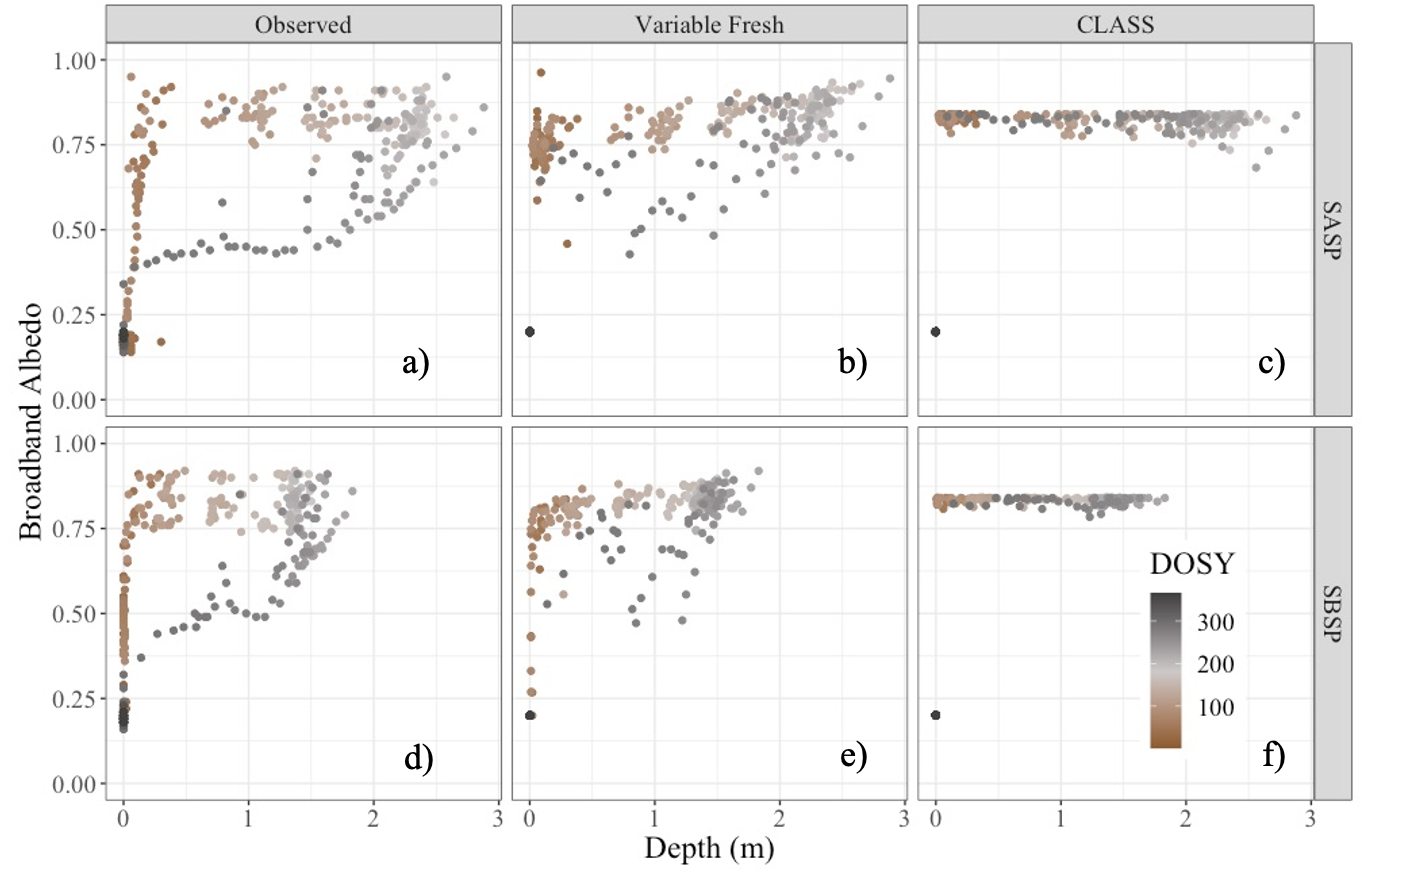 Observed
Variable Fresh
CLASS
1.00
0.75
0.50
0.25
0.00
a)
b)
c)
SASP
Broadband Albedo
1.00
0.75
0.50
0.25
0.00
d)
e)
f)
DOSY
300
200
100
SBSP
0 1 2 3
0 1 2 3
0 1 2 3
Depth (m)